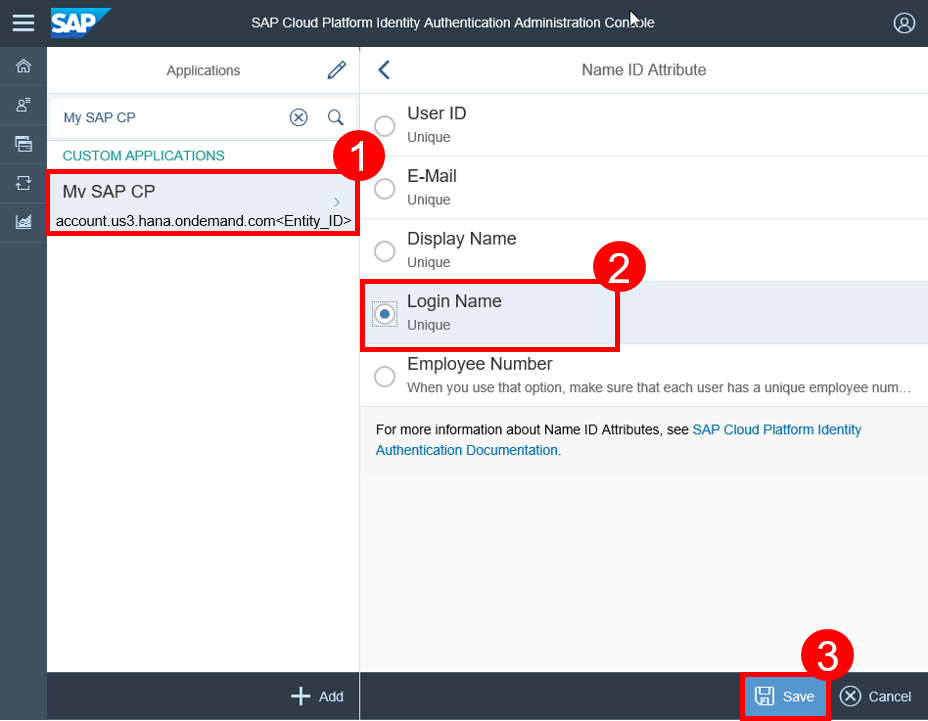 SAP
SAP Cloud Platform Identity Authentication Administration Console
Applications
Name ID Attribute
My SAP CP
CUSTOM APPLICATIONS
1
My SAP CP
account.us3.hana.ondemand.com<Entity_ID>
User ID
Unique
E-Mail
Unique
Display Name
Unique
2
Login Name
Unique
Employee Number
When you use that option, make sure that each user has a unique employee num...
For more information about Name ID Attributes, see SAP Cloud Platform Identity
Authentication Documentation.
3
Add
Save
Cancel